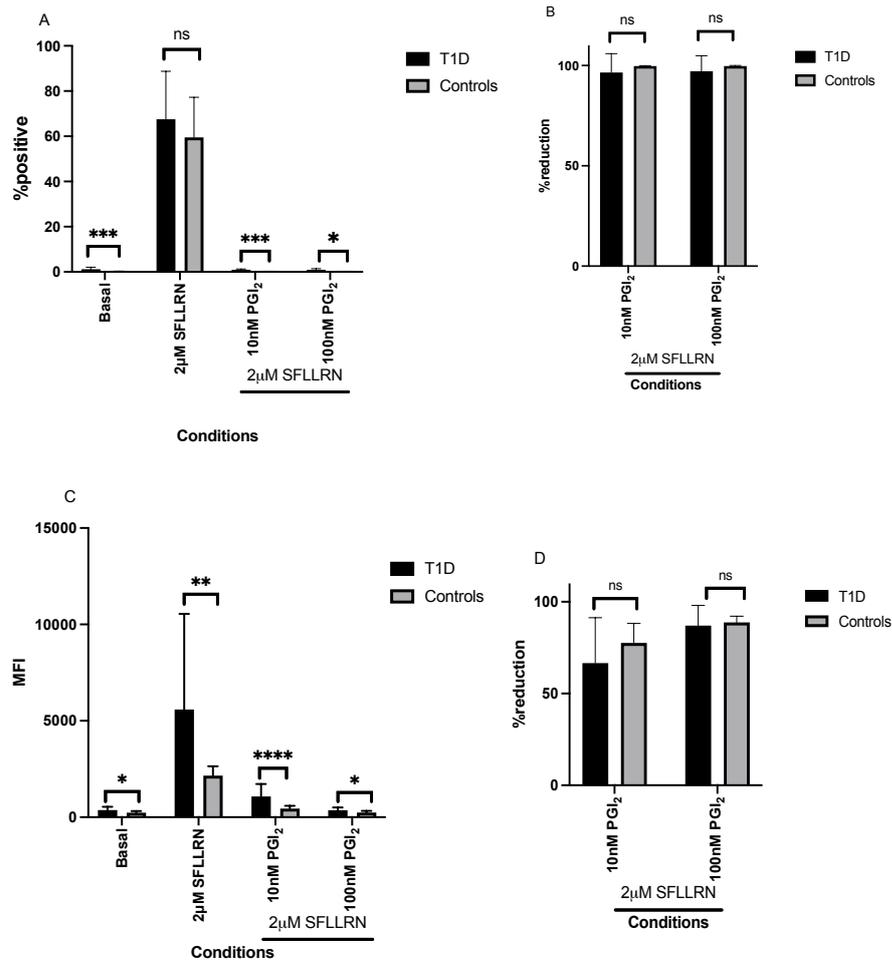 A
ns
100
80
60
40
20
0
%positive
***
***
*
T1D
Controls
Basal
2µM SFLLRN
10nM PGI₂
100nM PGI₂
2µM SFLLRN
Conditions
B
ns
ns
100
50
0
%reduction
T1D
Controls
10nM PGI₂
100nM PGI₂
2µM SFLLRN
Conditions
C
15000
10000
5000
0
MFI
*
**
****
*
T1D
Controls
Basal
2µM SFLLRN
10nM PGI₂
100nM PGI₂
2µM SFLLRN
Conditions
D
ns
ns
100
50
0
%reduction
T1D
Controls
10nM PGI₂
100nM PGI₂
2µM SFLLRN
Conditions